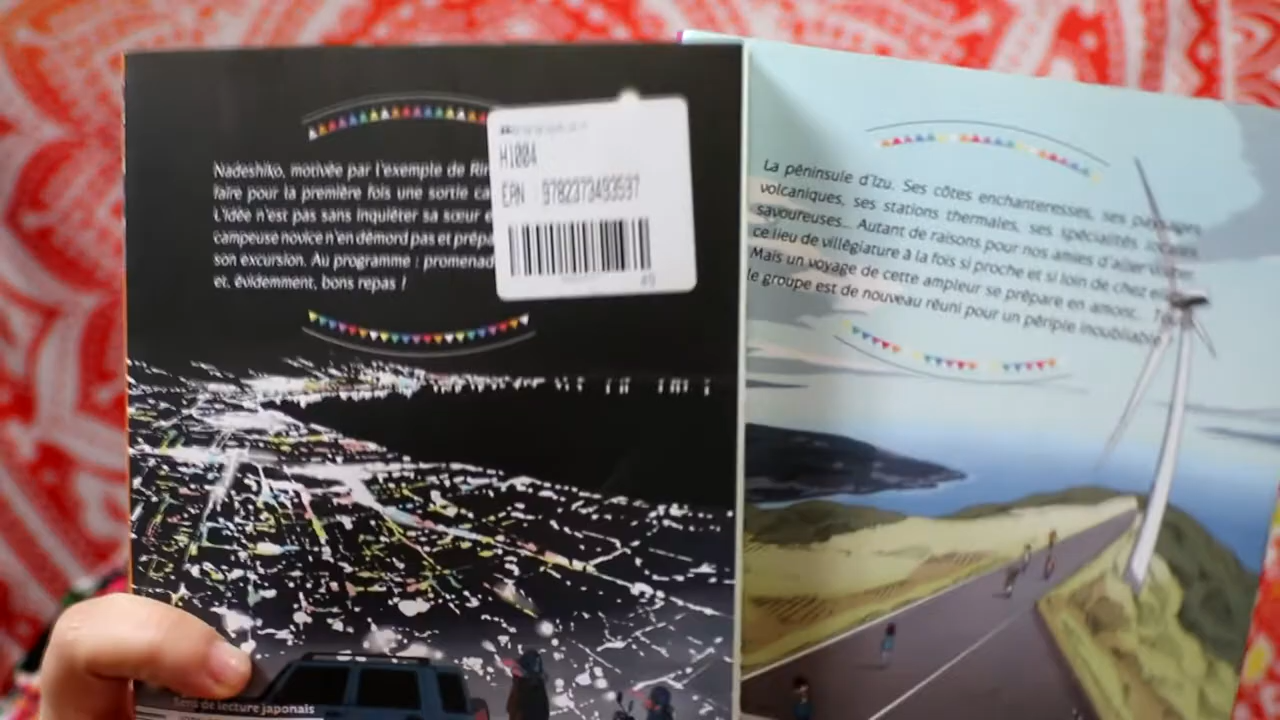 Nadeshiko, motivée par l'exemple de Rin
faire pour la première fois une sortie ca
L'idée n'est pas sans inquiéter sa sœur e
campeuse novice n'en démord pas et prépa
son excursion. Au programme : promenad
et, évidemment, bons repas !
H1004
EAN 9782373493597
Sens de lecture japonais
La péninsule d'Izu. Ses côtes enchanteresses, ses paysages
volcaniques, ses stations thermales, ses spécialités locales
savoureuses... Autant de raisons pour nos amies d'aller visiter
ce lieu de villégiature à la fois si proche et si loin de chez
Mais un voyage de cette ampleur se prépare en amont...
le groupe est de nouveau réuni pour un périple inoubliable